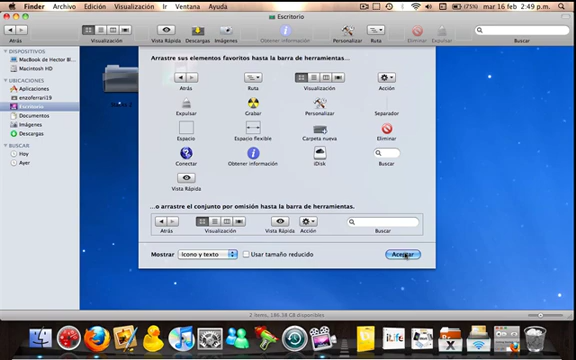 Finder Archivo Edición Visualización Ir Ventana Ayuda (75%) mar 16 feb 2:49 p.m.
Escritorio
Atrás Visualización Vista Rápida Descargas Imágenes Obtener información Personalizar Ruta Eliminar Expulsar Buscar
DISPOSITIVOS
MacBook de Hector Bl...
Macintosh HD
UBICACIONES
Aplicaciones
enzoferrari19
Escritorio
Documentos
Imágenes
Descargas
BUSCAR
Hoy
Ayer
Arrastre sus elementos favoritos hasta la barra de herramientas...
Atrás Ruta Visualización Acción
Expulsar Grabar Personalizar Separador
Espacio Espacio flexible Carpeta nueva Eliminar
Conectar Obtener información iDisk Buscar
Vista Rápida
...o arrastre el conjunto por omisión hasta la barra de herramientas.
Atrás Visualización Vista Rápida Acción Buscar
Mostrar Icono y texto Usar tamaño reducido Aceptar
2 ítems, 186.38 GB disponibles
iLife